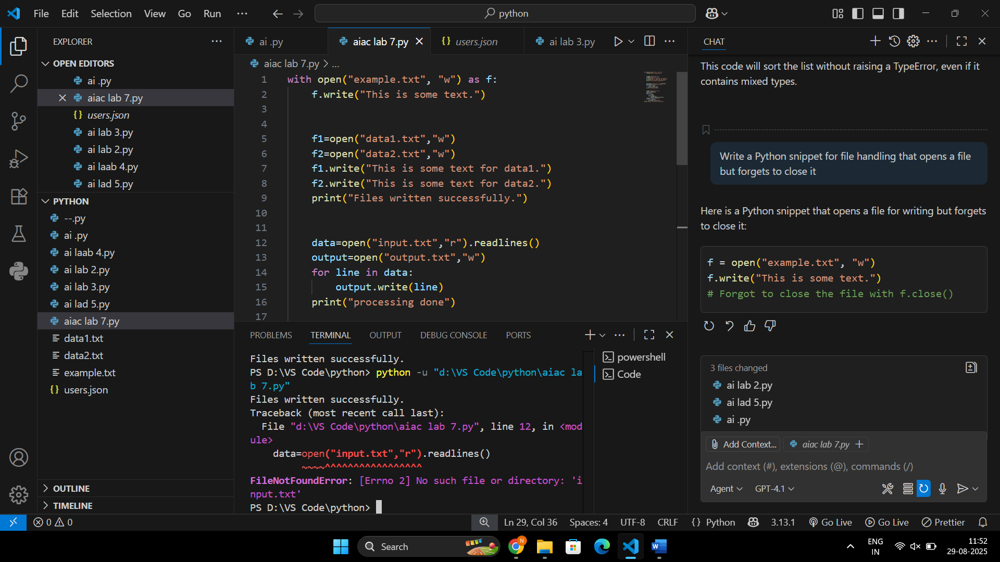 File Edit Selection View Go Run ...
python
EXPLORER
OPEN EDITORS
ai .py
aiac lab 7.py
users.json
ai lab 3.py
ai lab 2.py
ai laab 4.py
ai lad 5.py
PYTHON
--.py
ai .py
ai laab 4.py
ai lab 2.py
ai lab 3.py
ai lad 5.py
aiac lab 7.py
data1.txt
data2.txt
example.txt
users.json
OUTLINE
TIMELINE
ai .py aiac lab 7.py users.json ai lab 3.py
aiac lab 7.py > ...
1 with open("example.txt", "w") as f:
2 f.write("This is some text.")
3
4
5 f1=open("data1.txt","w")
6 f2=open("data2.txt","w")
7 f1.write("This is some text for data1.")
8 f2.write("This is some text for data2.")
9 print("Files written successfully.")
10
11
12 data=open("input.txt","r").readlines()
13 output=open("output.txt","w")
14 for line in data:
15 output.write(line)
16 print("processing done")
17
PROBLEMS TERMINAL OUTPUT DEBUG CONSOLE PORTS
Files written successfully.
PS D:\VS Code\python> python -u "d:\VS Code\python\aiac la
b 7.py"
Files written successfully.
Traceback (most recent call last):
File "d:\VS Code\python\aiac lab 7.py", line 12, in <mod
ule>
data=open("input.txt","r").readlines()
~~~~^^^^^^^^^^^^^^^^^
FileNotFoundError: [Errno 2] No such file or directory: 'i
nput.txt'
PS D:\VS Code\python>
powershell
Code
CHAT
This code will sort the list without raising a TypeError, even if it
contains mixed types.
Write a Python snippet for file handling that opens a file
but forgets to close it
Here is a Python snippet that opens a file for writing but forgets
to close it:
f = open("example.txt", "w")
f.write("This is some text.")
# Forgot to close the file with f.close()
3 files changed
ai lab 2.py
ai lad 5.py
ai .py
Add Context... aiac lab 7.py
Add context (#), extensions (@), commands (/)
Agent GPT-4.1
0 0 Ln 29, Col 36 Spaces: 4 UTF-8 CRLF {} Python 3.13.1 Go Live Go Live Prettier
Search
N
ENG
IN
11:52
29-08-2025